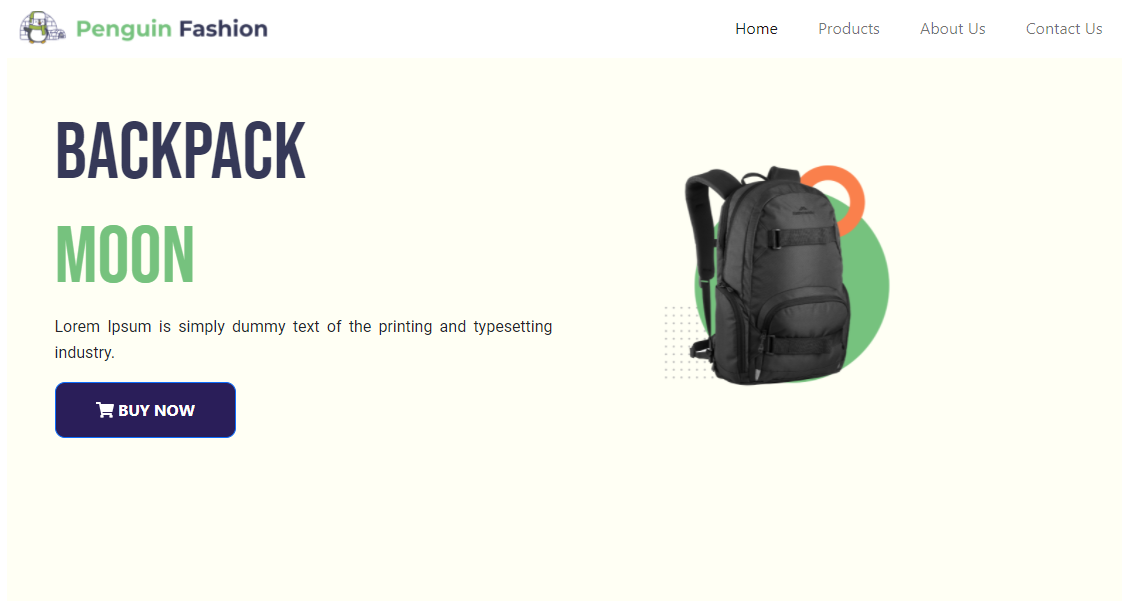 Penguin Fashion
Home Products About Us Contact Us
BACKPACK
MOON
Lorem Ipsum is simply dummy text of the printing and typesetting
industry.
BUY NOW